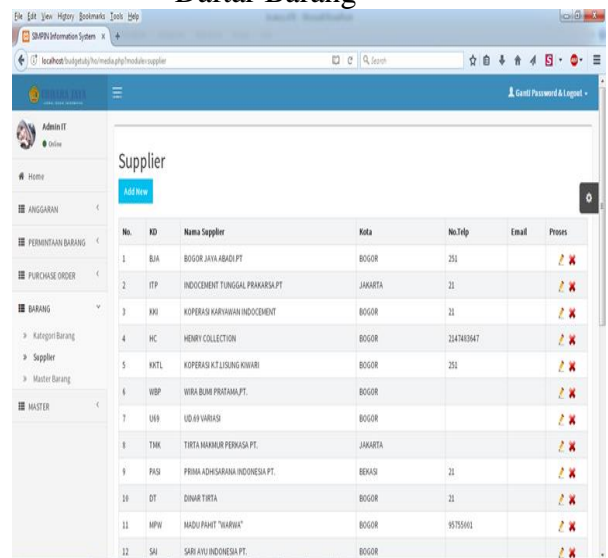 Daftar Barang
File Edit View History Bookmarks Tools Help
SIMPIN Information System × +
localhost/budgetubj/ho/media.php?module=supplier
Search
Ganti Password & Logout
Admin IT
Online
Home
ANGGARAN
PERMINTAAN BARANG
PURCHASE ORDER
BARANG
Kategori Barang
Supplier
Master Barang
MASTER
Supplier
Add New
No. KD Nama Supplier Kota No.Telp Email Proses
1 BJA BOGOR JAYA ABADI.PT BOGOR 251
2 ITP INDOCEMENT TUNGGAL PRAKARSA.PT JAKARTA 21
3 KKI KOPERASI KARYAWAN INDOCEMENT BOGOR 21
4 HC HENRY COLLECTION BOGOR 2147483647
5 KKTL KOPERASI K.T.LISUNG KIWARI BOGOR 251
6 WBP WIRA BUMI PRATAMA,PT. BOGOR
7 U69 UD.69 VARIASI BOGOR
8 TMK TIRTA MAKMUR PERKASA PT. JAKARTA
9 PASI PRIMA ADHISARANA INDONESIA PT. BEKASI 21
10 DT DINAR TIRTA BOGOR 21
11 MPW MADU PAHIT "WARWA" BOGOR 95755001
12 SAI SARI AYU INDONESIA PT. BOGOR